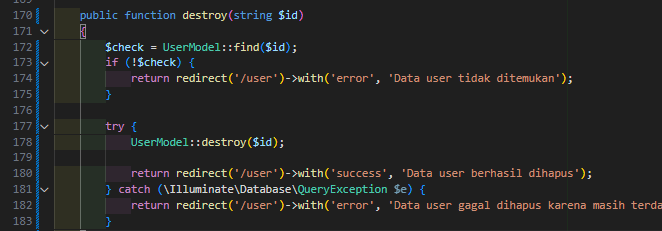 170 public function destroy(string $id)
171 {
172 $check = UserModel::find($id);
173 if (!$check) {
174 return redirect('/user')->with('error', 'Data user tidak ditemukan');
175 }
176
177 try {
178 UserModel::destroy($id);
179
180 return redirect('/user')->with('success', 'Data user berhasil dihapus');
181 } catch (\Illuminate\Database\QueryException $e) {
182 return redirect('/user')->with('error', 'Data user gagal dihapus karena masih terda
183 }